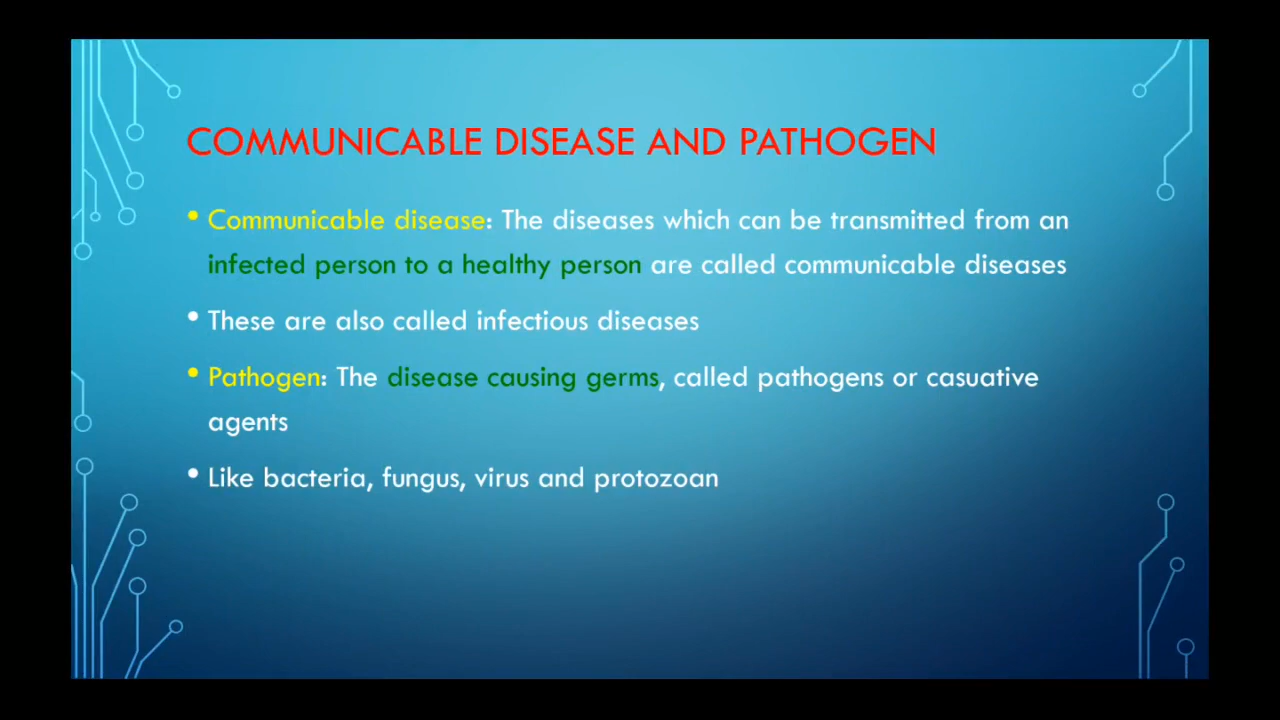 COMMUNICABLE DISEASE AND PATHOGEN
• Communicable disease: The diseases which can be transmitted from an
infected person to a healthy person are called communicable diseases
• These are also called infectious diseases
• Pathogen: The disease causing germs, called pathogens or casuative
agents
• Like bacteria, fungus, virus and protozoan